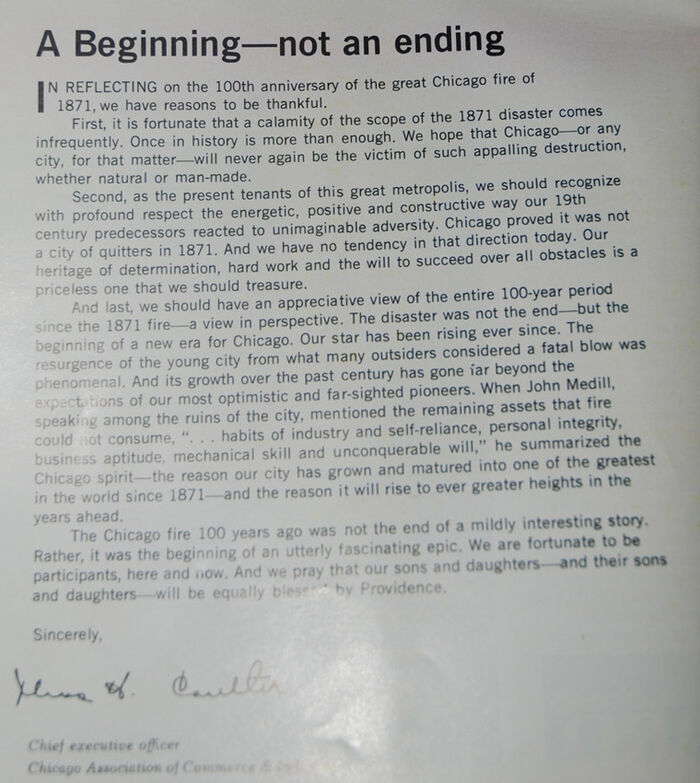 A Beginning—not an ending
IN REFLECTING on the 100th anniversary of the great Chicago fire of
1871, we have reasons to be thankful.
First, it is fortunate that a calamity of the scope of the 1871 disaster comes
infrequently. Once in history is more than enough. We hope that Chicago—or any
city, for that matter—will never again be the victim of such appalling destruction,
whether natural or man-made.
Second, as the present tenants of this great metropolis, we should recognize
with profound respect the energetic, positive and constructive way our 19th
century predecessors reacted to unimaginable adversity. Chicago proved it was not
a city of quitters in 1871. And we have no tendency in that direction today. Our
heritage of determination, hard work and the will to succeed over all obstacles is a
priceless one that we should treasure.
And last, we should have an appreciative view of the entire 100-year period
since the 1871 fire—a view in perspective. The disaster was not the end—but the
beginning of a new era for Chicago. Our star has been rising ever since. The
resurgence of the young city from what many outsiders considered a fatal blow was
phenomenal. And its growth over the past century has gone far beyond the
expectations of our most optimistic and far-sighted pioneers. When John Medill,
speaking among the ruins of the city, mentioned the remaining assets that fire
could not consume, “. . . habits of industry and self-reliance, personal integrity,
business aptitude, mechanical skill and unconquerable will,” he summarized the
Chicago spirit—the reason our city has grown and matured into one of the greatest
in the world since 1871—and the reason it will rise to ever greater heights in the
years ahead.
The Chicago fire 100 years ago was not the end of a mildly interesting story.
Rather, it was the beginning of an utterly fascinating epic. We are fortunate to be
participants, here and now. And we pray that our sons and daughters—and their sons
and daughters—will be equally blessed by Providence.
Sincerely,
H. Coulter
Chief executive officer
Chicago Association of Commerce &